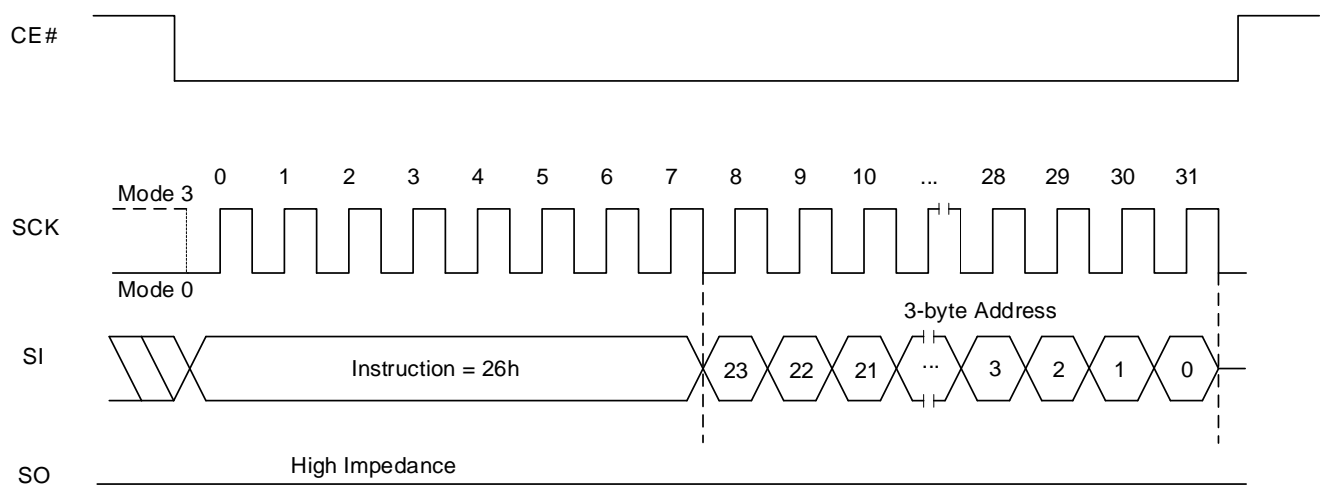 CE#
0 1 2 3 4 5 6 7 8 9 10 ... 28 29 30 31
Mode 3
SCK
Mode 0
3-byte Address
SI
Instruction = 26h
23 22 21 ... 3 2 1 0
High Impedance
SO